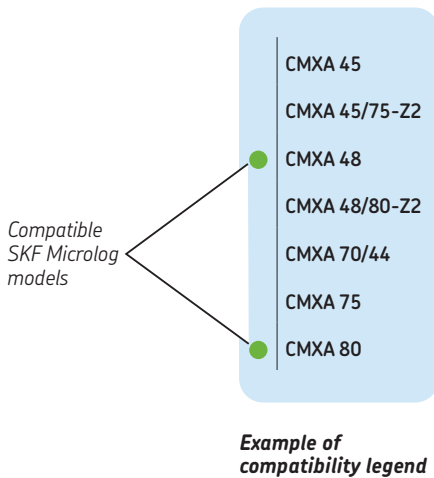 CMXA 45
CMXA 45/75-Z2
CMXA 48
CMXA 48/80-Z2
CMXA 70/44
CMXA 75
CMXA 80
Compatible
SKF Microlog
models
Example of
compatibility legend